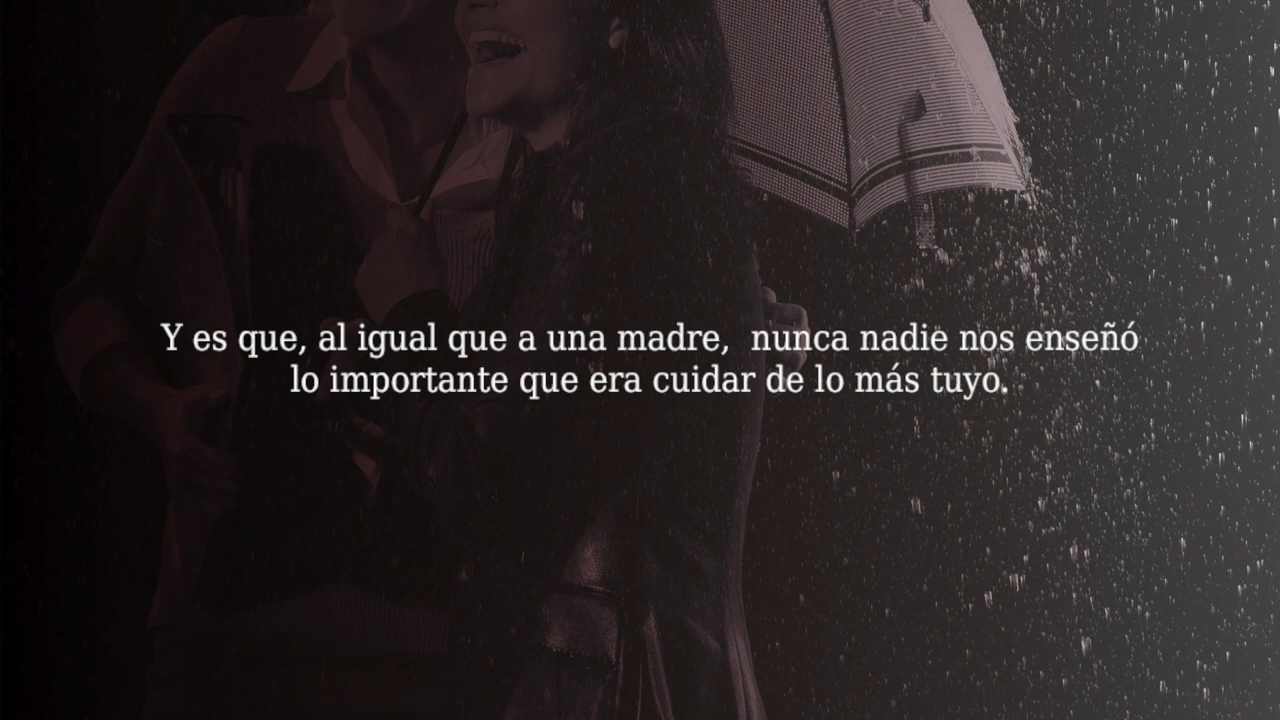 Y es que, al igual que a una madre, nunca nadie nos enseñó
lo importante que era cuidar de lo más tuyo.